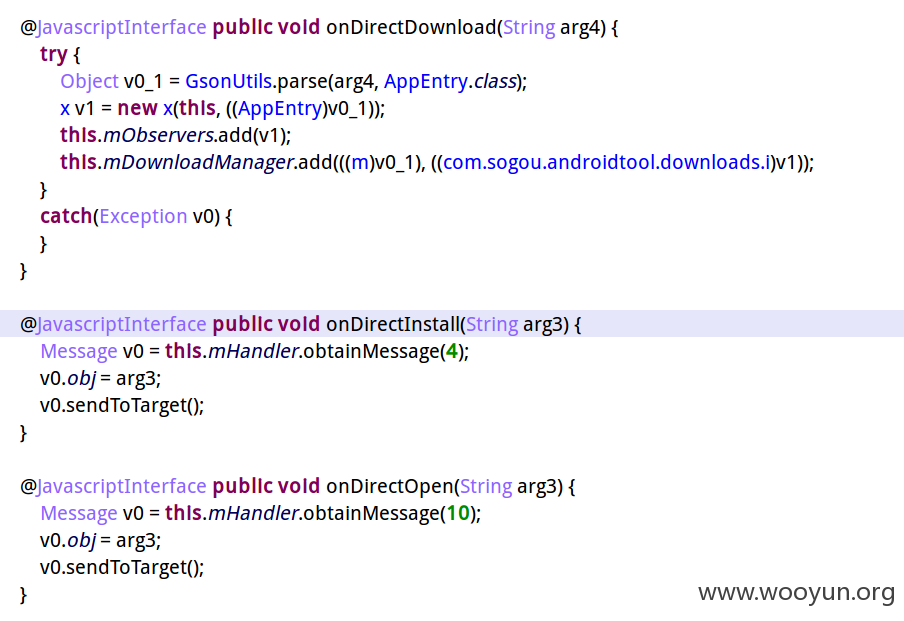 @JavascriptInterface public void onDirectDownload(String arg4) {
try {
Object v0_1 = GsonUtils.parse(arg4, AppEntry.class);
x v1 = new x(this, ((AppEntry)v0_1));
this.mObservers.add(v1);
this.mDownloadManager.add(((m)v0_1), ((com.sogou.androidtool.downloads.i)v1));
}
catch(Exception v0) {
}
}
@JavascriptInterface public void onDirectInstall(String arg3) {
Message v0 = this.mHandler.obtainMessage(4);
v0.obj = arg3;
v0.sendToTarget();
}
@JavascriptInterface public void onDirectOpen(String arg3) {
Message v0 = this.mHandler.obtainMessage(10);
v0.obj = arg3;
v0.sendToTarget();
}
www.wooyun.org